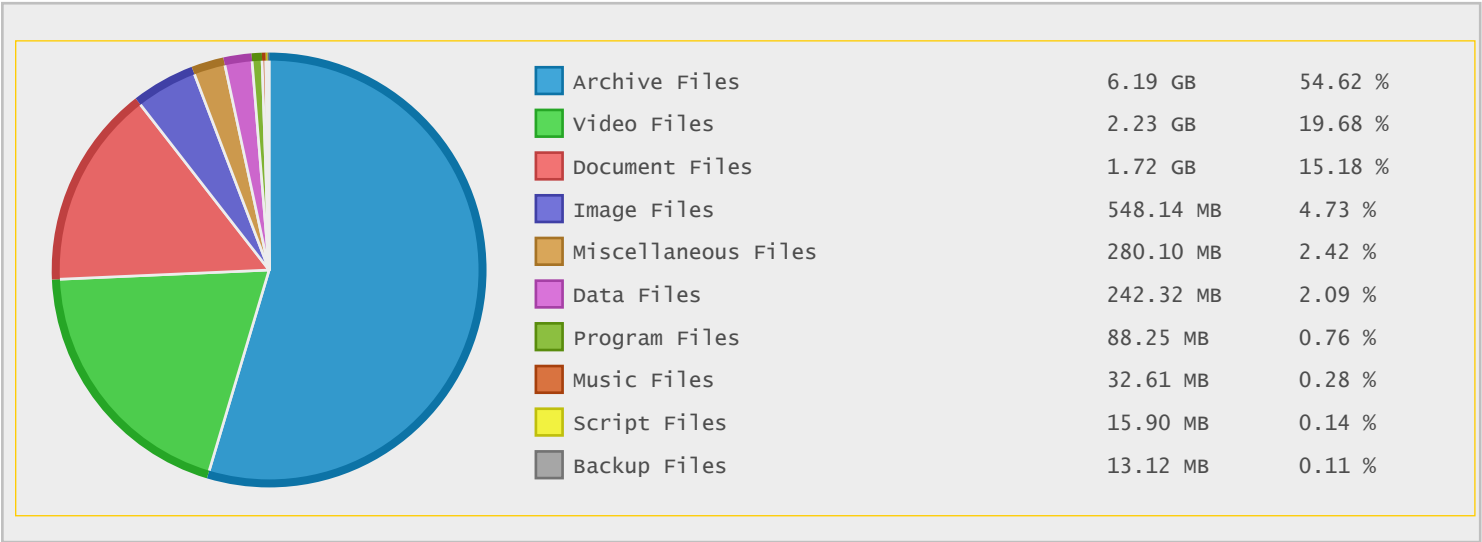 Archive Files 6.19 GB 54.62 %
Video Files 2.23 GB 19.68 %
Document Files 1.72 GB 15.18 %
Image Files 548.14 MB 4.73 %
Miscellaneous Files 280.10 MB 2.42 %
Data Files 242.32 MB 2.09 %
Program Files 88.25 MB 0.76 %
Music Files 32.61 MB 0.28 %
Script Files 15.90 MB 0.14 %
Backup Files 13.12 MB 0.11 %